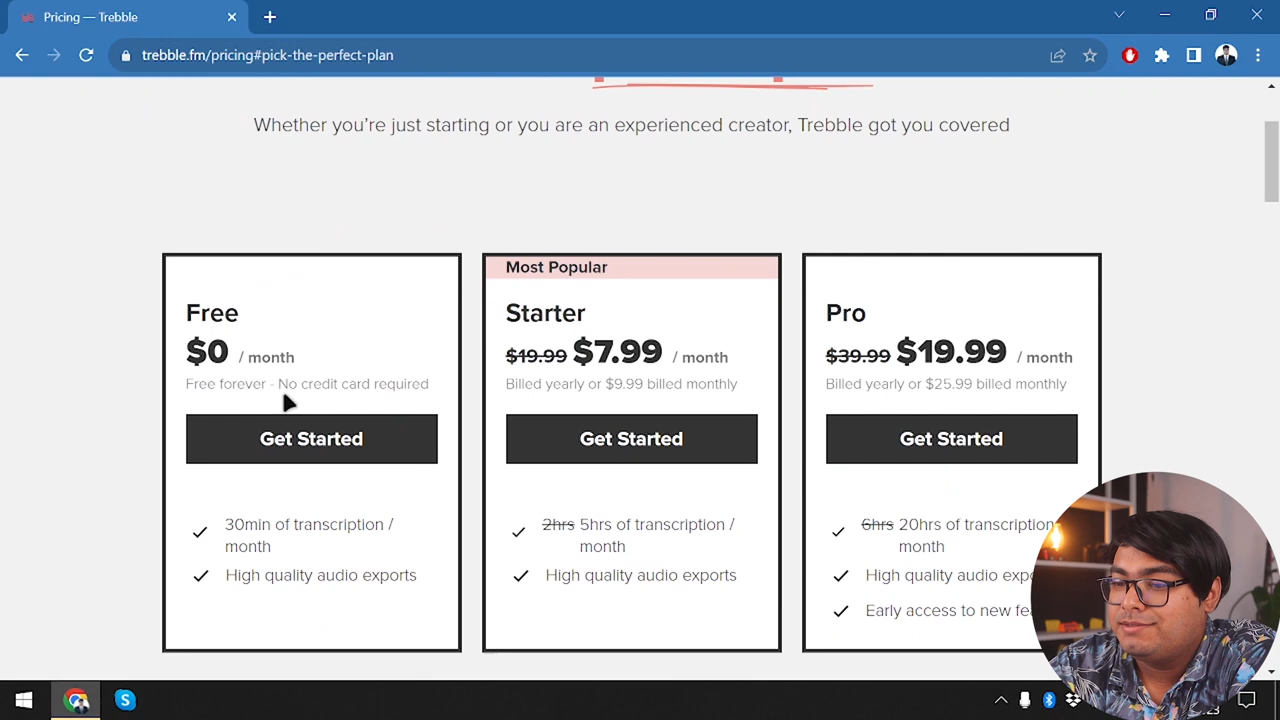 Pricing — Trebble
trebble.fm/pricing#pick-the-perfect-plan
Whether you're just starting or you are an experienced creator, Trebble got you covered
Free
$0 / month
Free forever - No credit card required
Get Started
30min of transcription /
month
High quality audio exports
Most Popular
Starter
$19.99 $7.99 / month
Billed yearly or $9.99 billed monthly
Get Started
2hrs 5hrs of transcription /
month
High quality audio exports
Pro
$39.99 $19.99 / month
Billed yearly or $25.99 billed monthly
Get Started
6hrs 20hrs of transcription
month
High quality audio
Early access to new